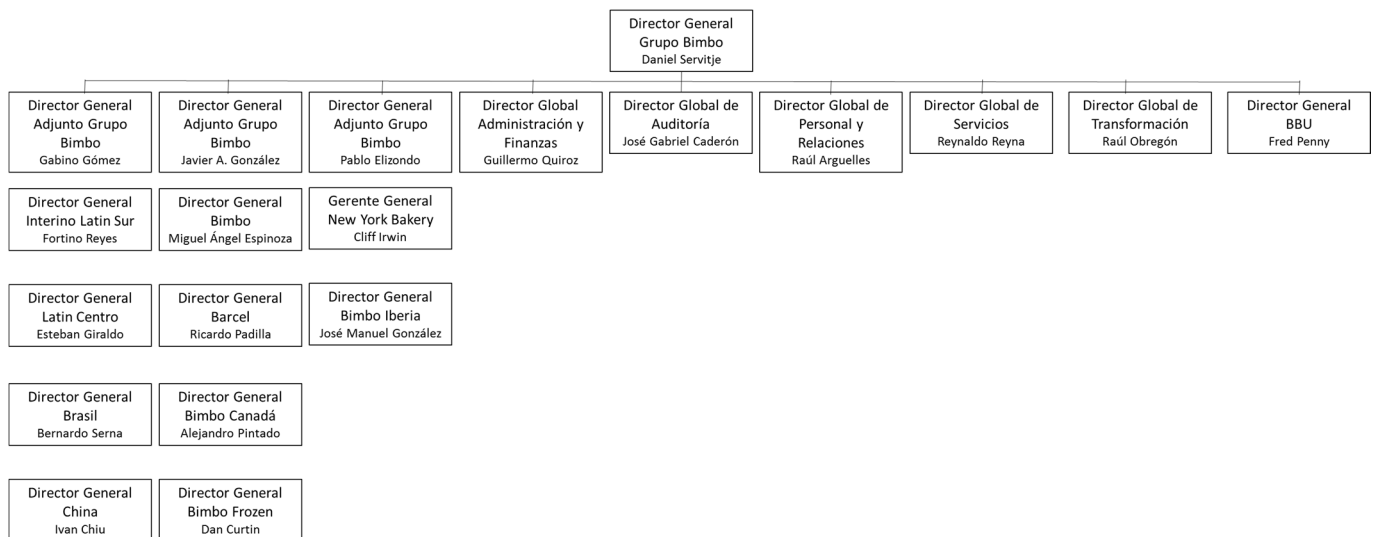 Director General
Grupo Bimbo
Daniel Servitje
Director General
Adjunto Grupo
Bimbo
Gabino Gómez
Director General
Adjunto Grupo
Bimbo
Javier A. González
Director General
Adjunto Grupo
Bimbo
Pablo Elizondo
Director Global
Administración y
Finanzas
Guillermo Quiroz
Director Global de
Auditoría
José Gabriel Caderón
Director Global de
Personal y
Relaciones
Raúl Arguelles
Director Global de
Servicios
Reynaldo Reyna
Director Global de
Transformación
Raúl Obregón
Director General
BBU
Fred Penny
Director General
Interino Latin Sur
Fortino Reyes
Director General
Bimbo
Miguel Ángel Espinoza
Gerente General
New York Bakery
Cliff Irwin
Director General
Latin Centro
Esteban Giraldo
Director General
Barcel
Ricardo Padilla
Director General
Bimbo Iberia
José Manuel González
Director General
Brasil
Bernardo Serna
Director General
Bimbo Canadá
Alejandro Pintado
Director General
China
Ivan Chiu
Director General
Bimbo Frozen
Dan Curtin